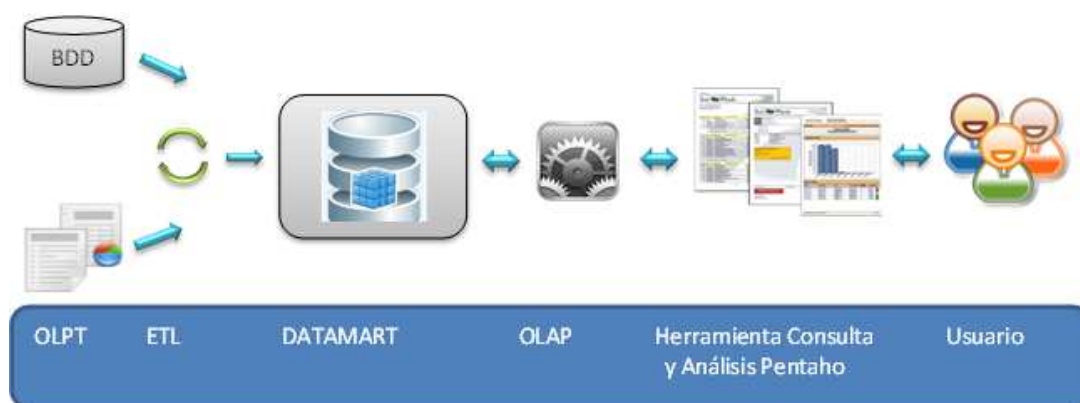 BDD
OLPT
ETL
DATAMART
OLAP
Herramienta Consulta
y Análisis Pentaho
Usuario